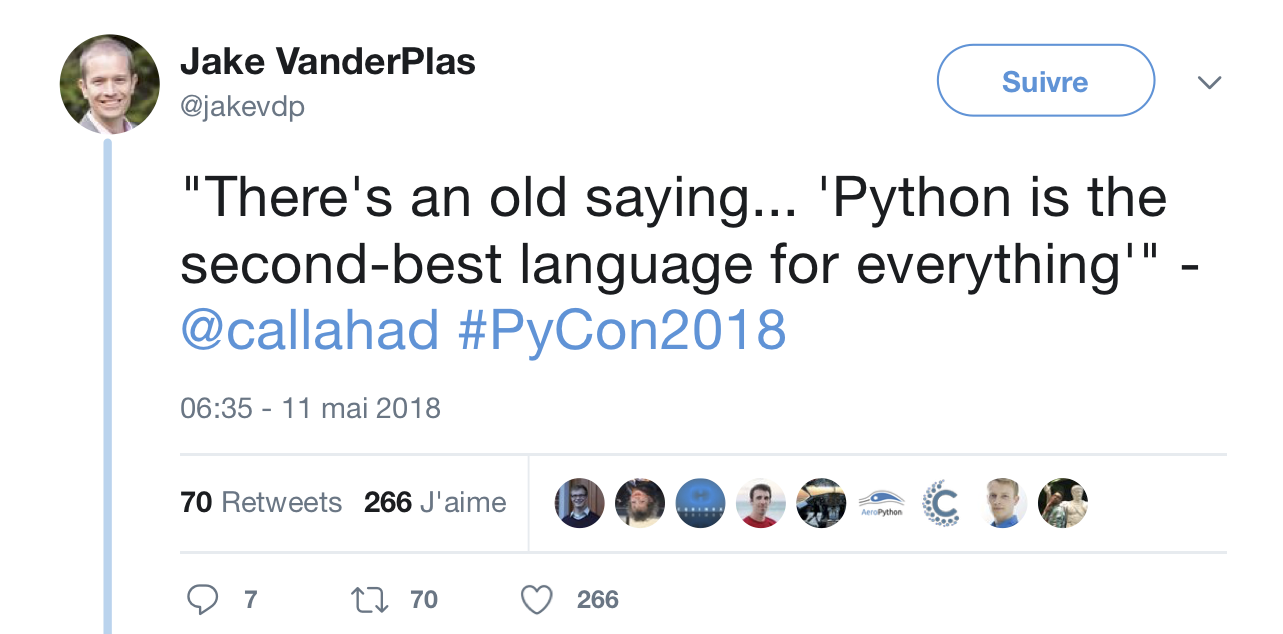 Jake VanderPlas
@jakevdp
Suivre
"There's an old saying... 'Python is the
second-best language for everything'" -
@callahad #PyCon2018
06:35 - 11 mai 2018
70 Retweets 266 J'aime
AeroPython
7 70 266